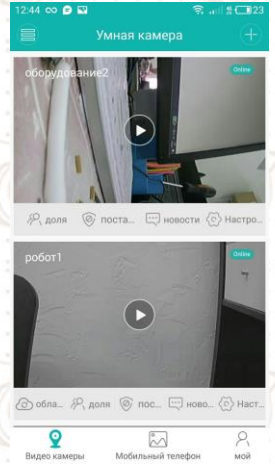 12:44 23
Умная камера
оборудование2 Online
доля поста... новости Настро...
робот1 Online
обла... доля пос... ново... Наст...
Видео камеры Мобильный телефон мой